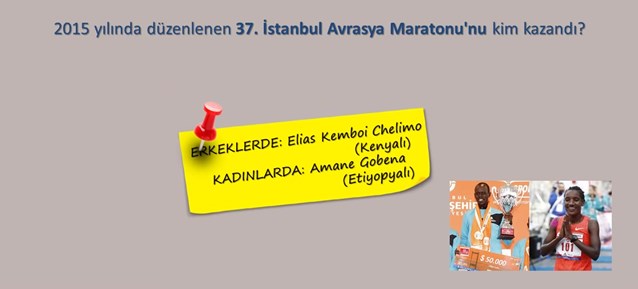 2015 yılında düzenlenen 37. İstanbul Avrasya Maratonu'nu kim kazandı?
ERKEKLERDE: Elias Kemboi Chelimo
(Kenyalı)
KADINLARDA: Amane Gobena
(Etiyopyalı)
$ 50.000
101